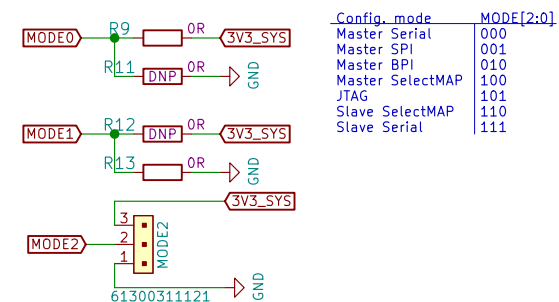 R9 0R
MODE0 3V3_SYS
R11 0R
DNP GND
R12 0R
MODE1 DNP 3V3_SYS
R13 0R
GND
3V3_SYS
3
MODE2 2 MODE2
1
61300311121 GND
Config. mode MODE[2:0]
Master Serial 000
Master SPI 001
Master BPI 010
Master SelectMAP 100
JTAG 101
Slave SelectMAP 110
Slave Serial 111